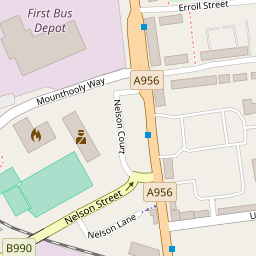 First Bus
Depot
Erroll Street
A956
Mounthooly Way
Nelson Court
Nelson Street
A956
Nelson Lane
B990
U